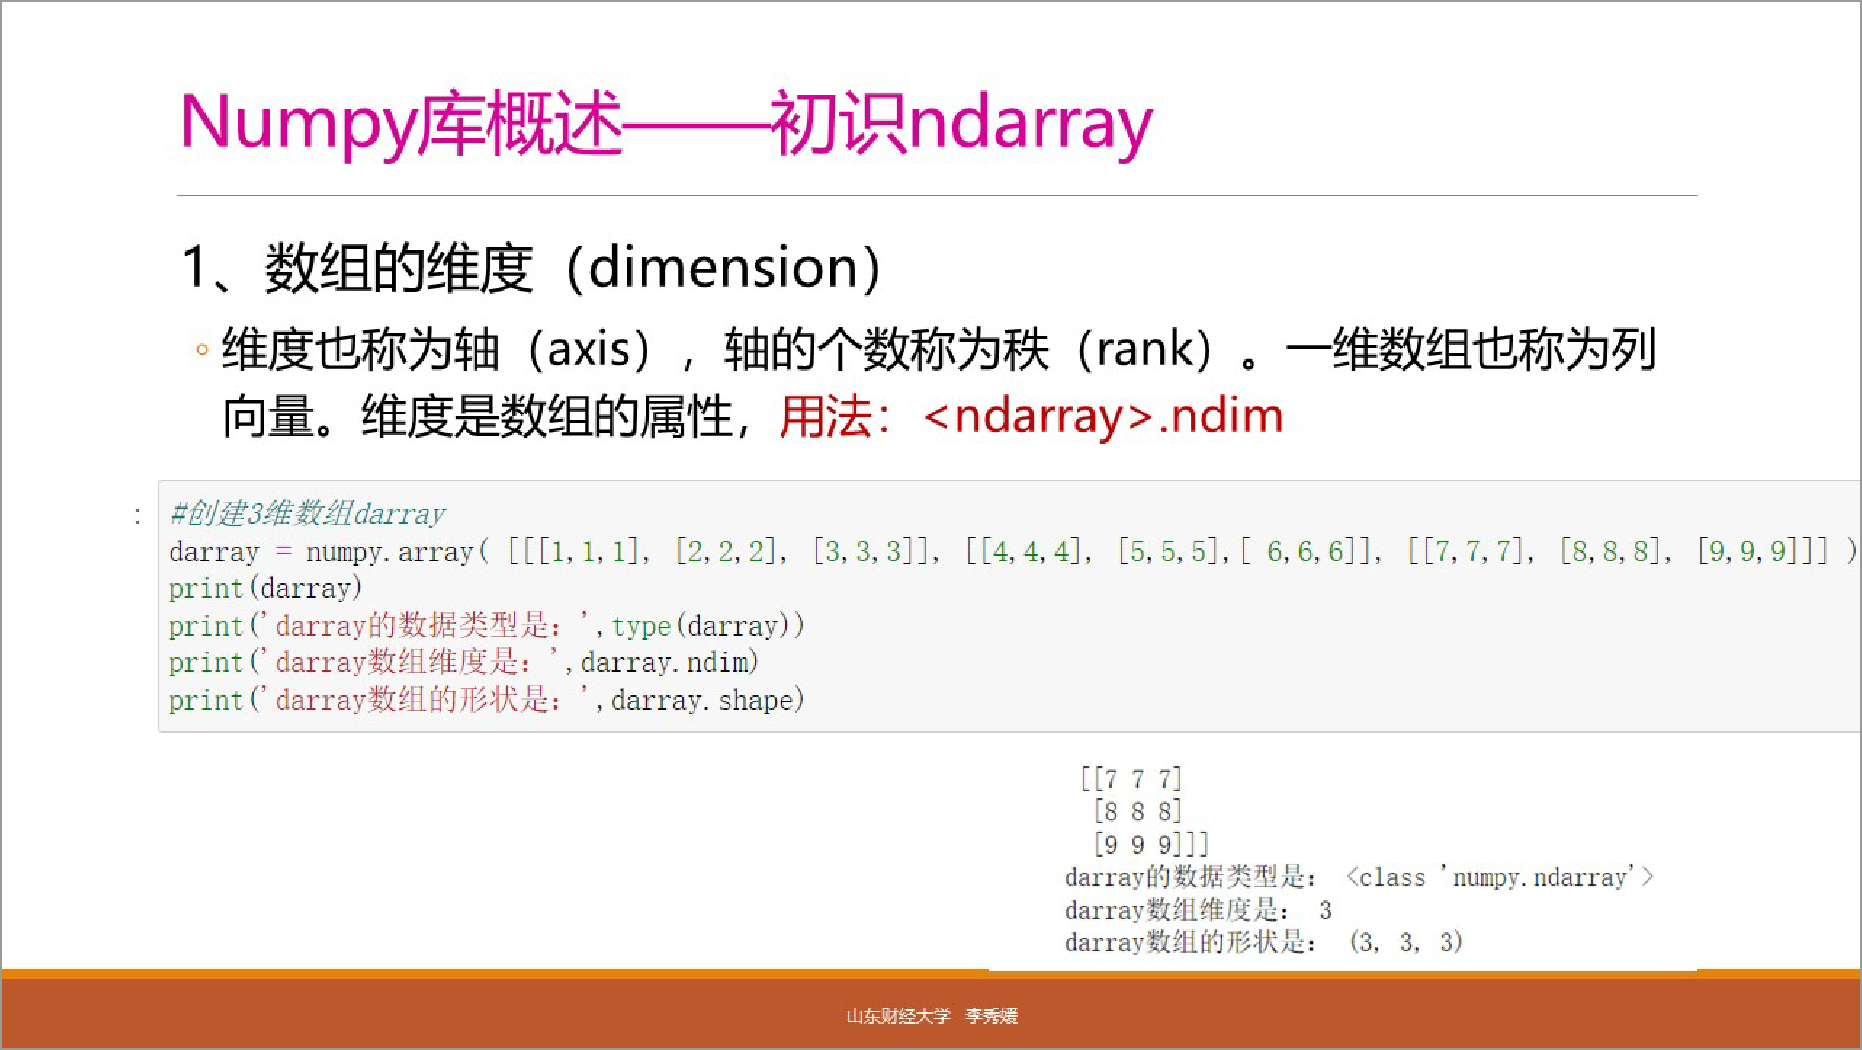 Numpy库概述——初识ndarray
1、数组的维度（dimension）
◦维度也称为轴（axis），轴的个数称为秩（rank）。一维数组也称为列
向量。维度是数组的属性，用法：<ndarray>.ndim
:
#创建3维数组darray
darray = numpy.array( [[[1,1,1], [2,2,2], [3,3,3]], [[4,4,4], [5,5,5],[ 6,6,6]], [[7,7,7], [8,8,8], [9,9,9]]] )
print(darray)
print('darray的数据类型是：',type(darray))
print('darray数组维度是：',darray.ndim)
print('darray数组的形状是：',darray.shape)
[[7 7 7]
[8 8 8]
[9 9 9]]]
darray的数据类型是： <class 'numpy.ndarray'>
darray数组维度是： 3
darray数组的形状是： (3, 3, 3)
山东财经大学 李秀媛